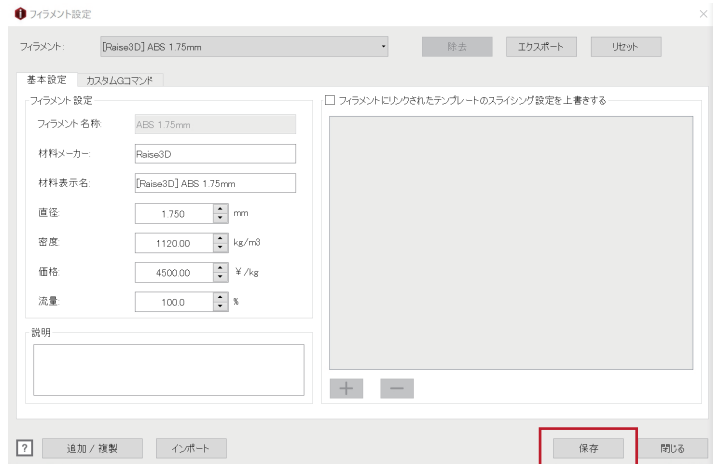 フィラメント設定
フィラメント: [Raise3D] ABS 1.75mm 除去 エクスポート リセット
基本設定 カスタムGコマンド
フィラメント設定
フィラメント名称: ABS 1.75mm
材料メーカー: Raise3D
材料表示名: [Raise3D] ABS 1.75mm
直径: 1.750 mm
密度: 1120.00 kg/m3
価格: 4500.00 ¥/kg
流量: 100.0 %
説明
フィラメントにリンクされたテンプレートのスライシング設定を上書きする
+ −
? 追加 / 複製 インポート 保存 閉じる